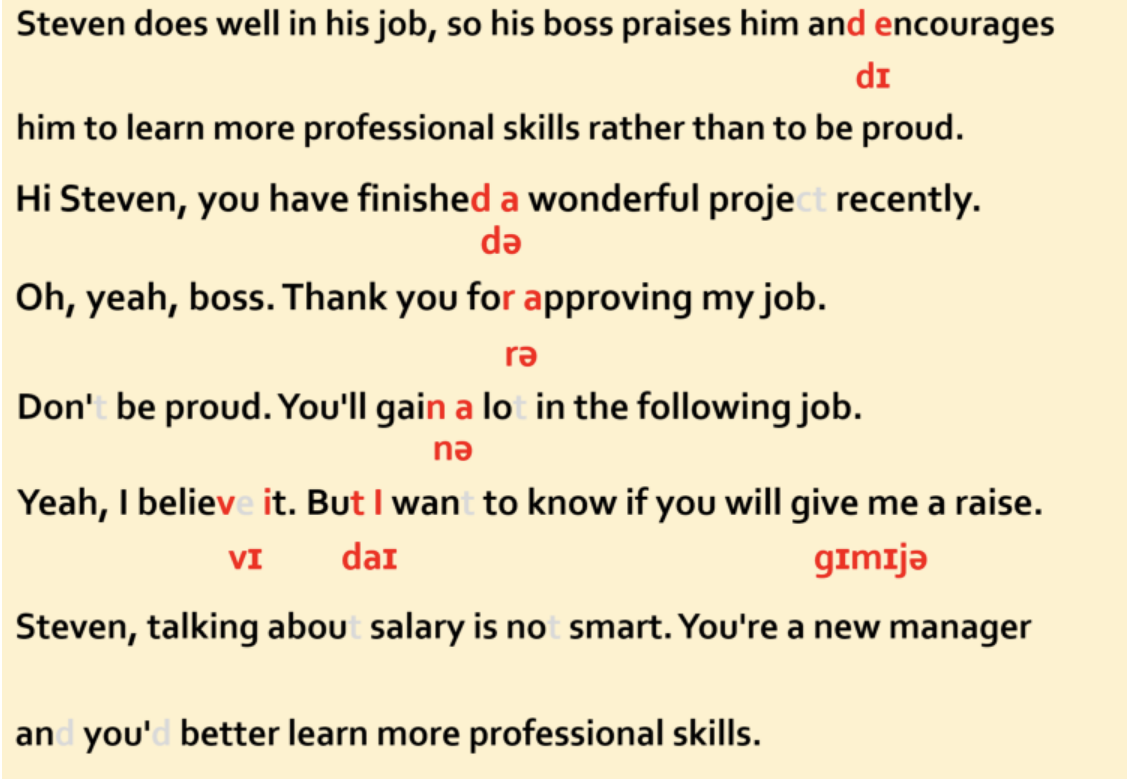 Steven does well in his job, so his boss praises him and encourages
dɪ
him to learn more professional skills rather than to be proud.
Hi Steven, you have finished a wonderful project recently.
də
Oh, yeah, boss. Thank you for approving my job.
rə
Don't be proud. You'll gain a lot in the following job.
nə
Yeah, I believe it. But I want to know if you will give me a raise.
vɪ daɪ gɪmɪjə
Steven, talking about salary is not smart. You're a new manager
and you'd better learn more professional skills.